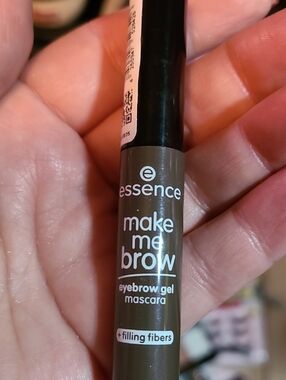 essence
make
me
brow
eyebrow gel
mascara
+filling fibers